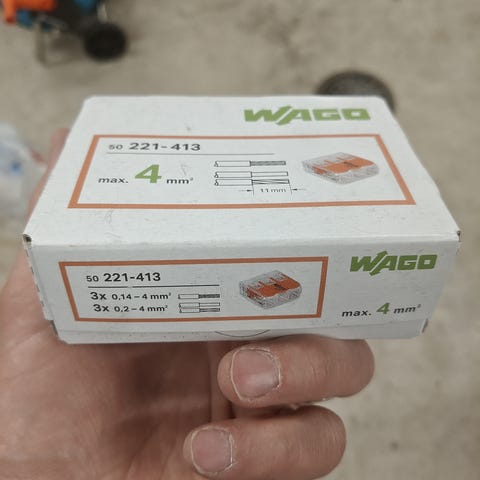 WAGO
50 221-413
max. 4 mm²
11 mm
50 221-413
3x 0,14–4 mm²
3x 0,2–4 mm²
WAGO
max. 4 mm²